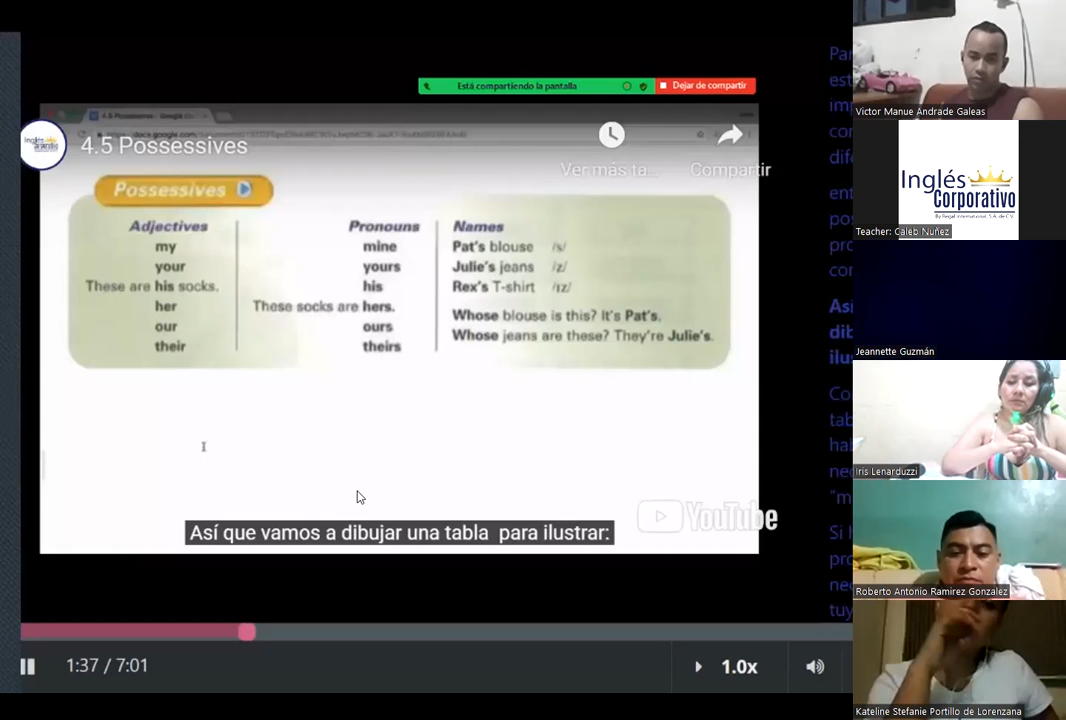 Está compartiendo la pantalla
Dejar de compartir
4.5 Possessives
Ver más ta...
Compartir
Possessives
Adjectives
my
your
These are his socks.
her
our
their
Pronouns
mine
yours
his
These socks are hers.
ours
theirs
Names
Pat's blouse /s/
Julie's jeans /z/
Rex's T-shirt /ɪz/
Whose blouse is this? It's Pat's.
Whose jeans are these? They're Julie's.
Así que vamos a dibujar una tabla para ilustrar:
YouTube
1:37 / 7:01
1.0x
Victor Manue Andrade Galeas
Inglés
Corporativo
Teacher: Caleb Nuñez
Jeannette Guzmán
Iris Lenarduzzi
Roberto Antonio Ramirez Gonzalez
Kateline Stefanie Portillo de Lorenzana